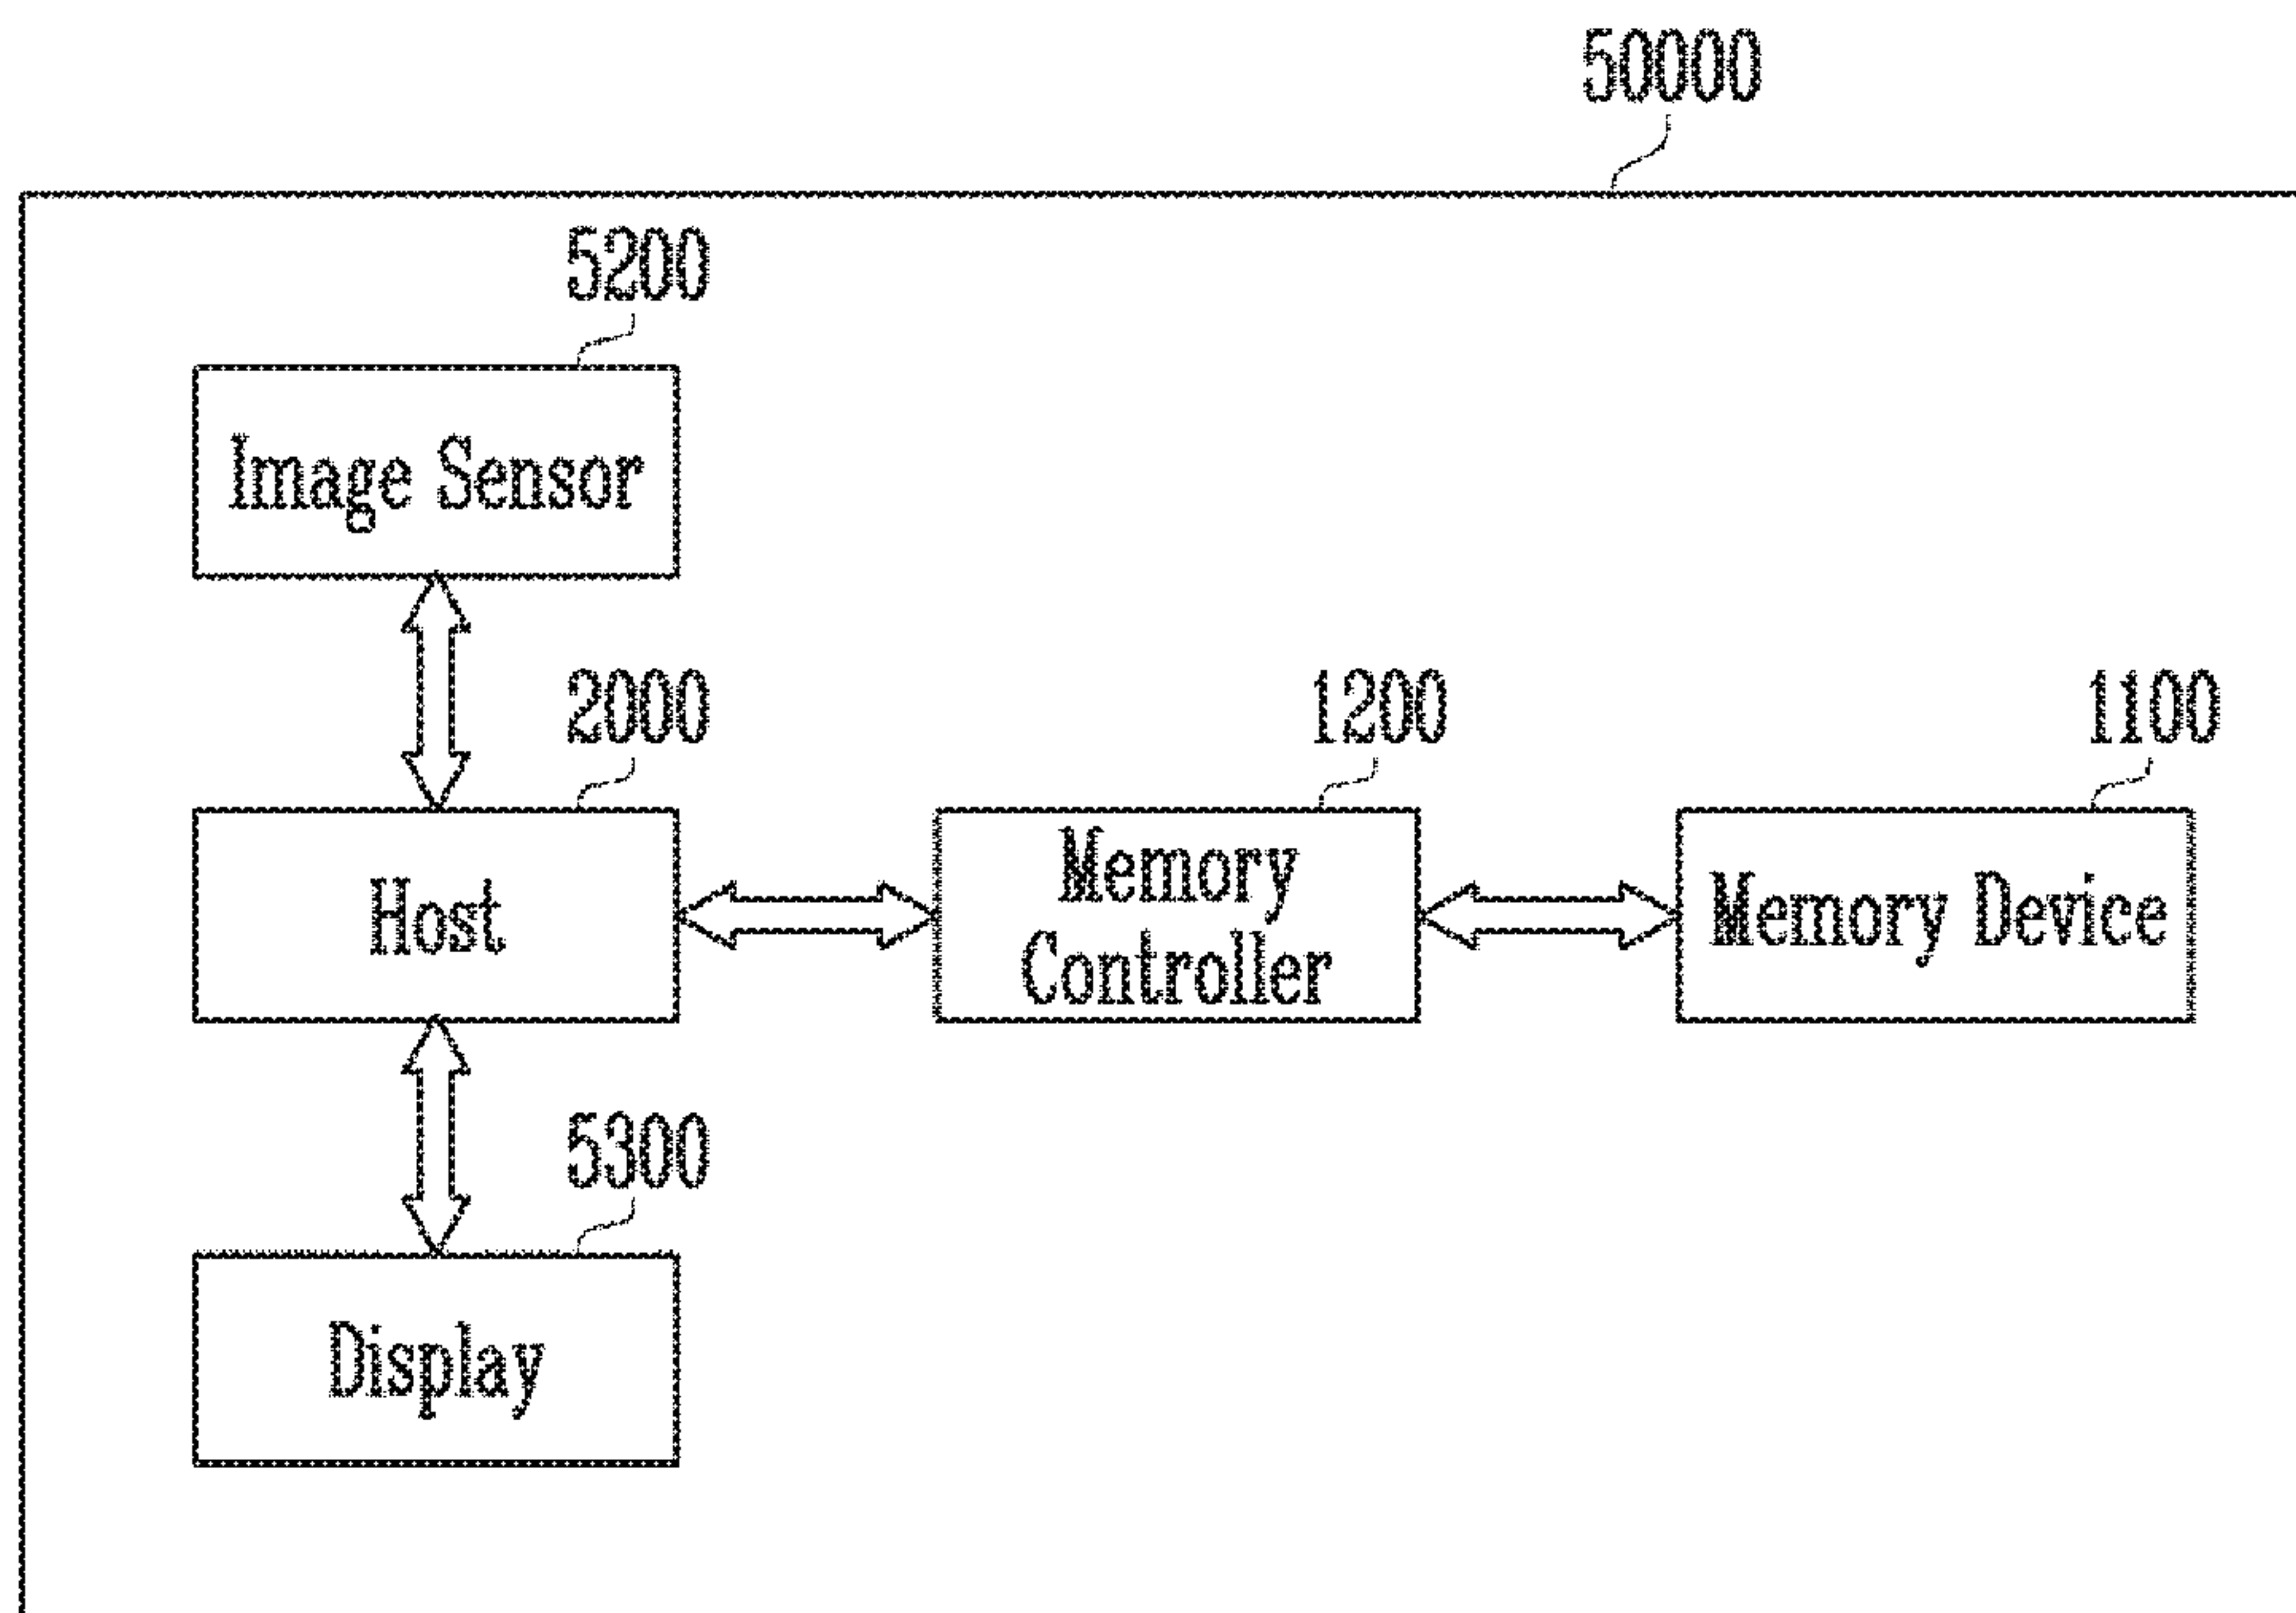 50000
5200
Image Sensor
2000
1200
1100
Host
Memory
Controller
Memory Device
5300
Display